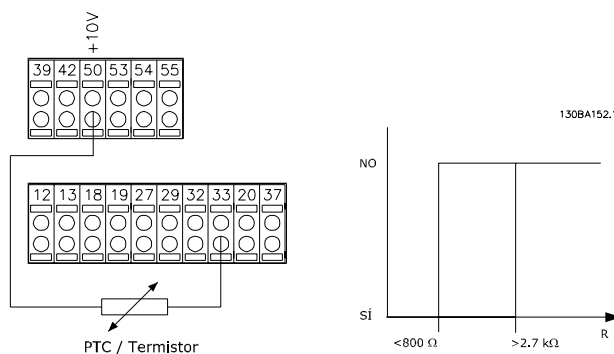 +10V
39 42 50 53 54 55
130BA152.1
NO
12 13 18 19 27 29 32 33 20 37
SÍ
<800 Ω >2.7 kΩ R
PTC / Termistor